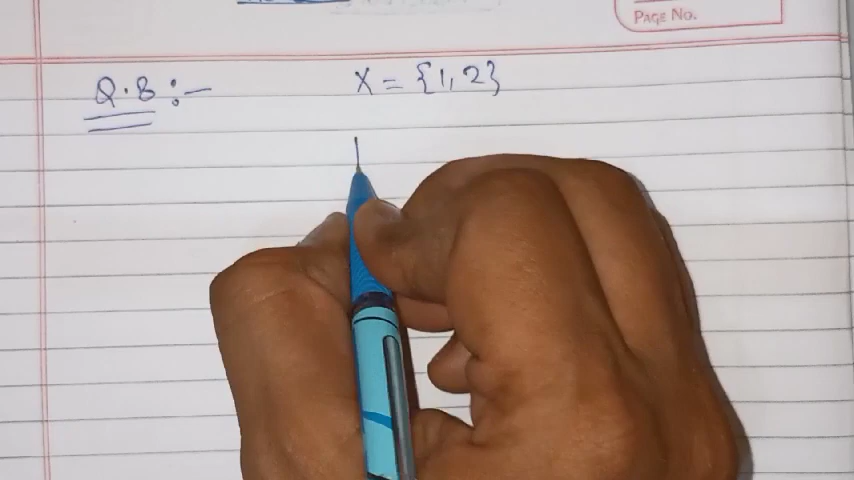 PAGE NO.
Q.8 :- X = {1, 2}